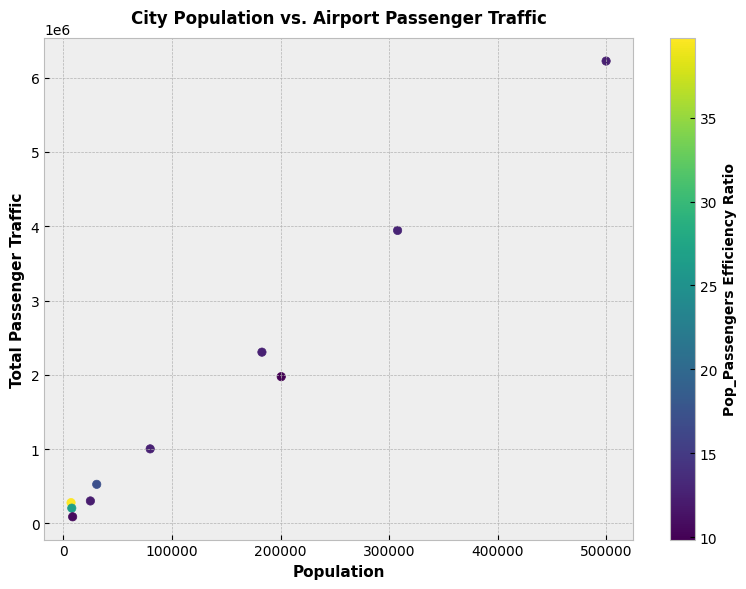 City Population vs. Airport Passenger Traffic
1e6
6
5
4
3
2
1
0
Total Passenger Traffic
0 100000 200000 300000 400000 500000
Population
35
30
25
20
15
10
Pop_Passengers Efficiency Ratio